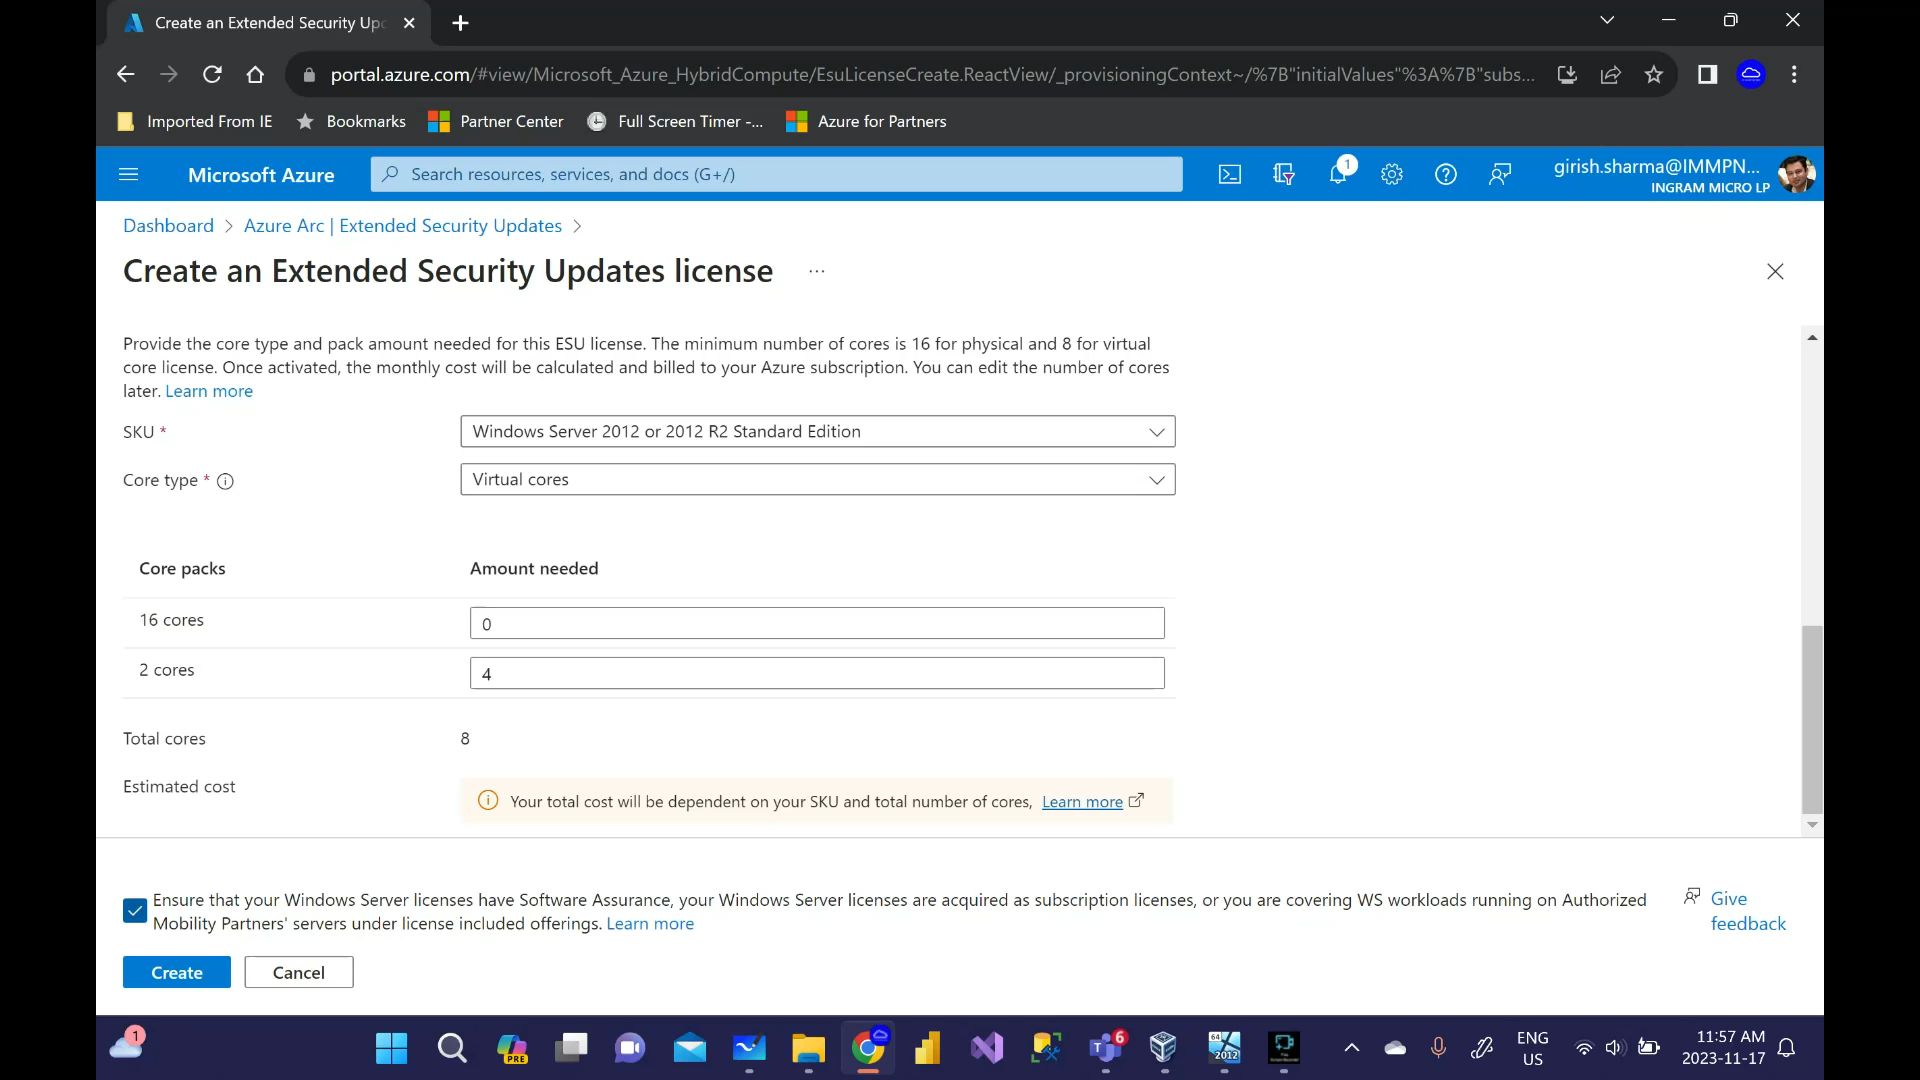 Create an Extended Security Upd
portal.azure.com/#view/Microsoft_Azure_HybridCompute/EsuLicenseCreate.ReactView/_provisioningContext~/%7B"initialValues"%3A%7B"subs...
Imported From IE
Bookmarks
Partner Center
Full Screen Timer -...
Azure for Partners
Microsoft Azure
Search resources, services, and docs (G+/)
1
girish.sharma@IMMPN...
INGRAM MICRO LP
Dashboard > Azure Arc | Extended Security Updates >
Create an Extended Security Updates license ...
Provide the core type and pack amount needed for this ESU license. The minimum number of cores is 16 for physical and 8 for virtual
core license. Once activated, the monthly cost will be calculated and billed to your Azure subscription. You can edit the number of cores
later. Learn more
SKU *
Windows Server 2012 or 2012 R2 Standard Edition
Core type *
Virtual cores
Core packs
Amount needed
16 cores
0
2 cores
4
Total cores
8
Estimated cost
Your total cost will be dependent on your SKU and total number of cores, Learn more
Ensure that your Windows Server licenses have Software Assurance, your Windows Server licenses are acquired as subscription licenses, or you are covering WS workloads running on Authorized
Mobility Partners' servers under license included offerings. Learn more
Give
feedback
Create
Cancel
1
PRE
6
64
2012
ENG
US
11:57 AM
2023-11-17